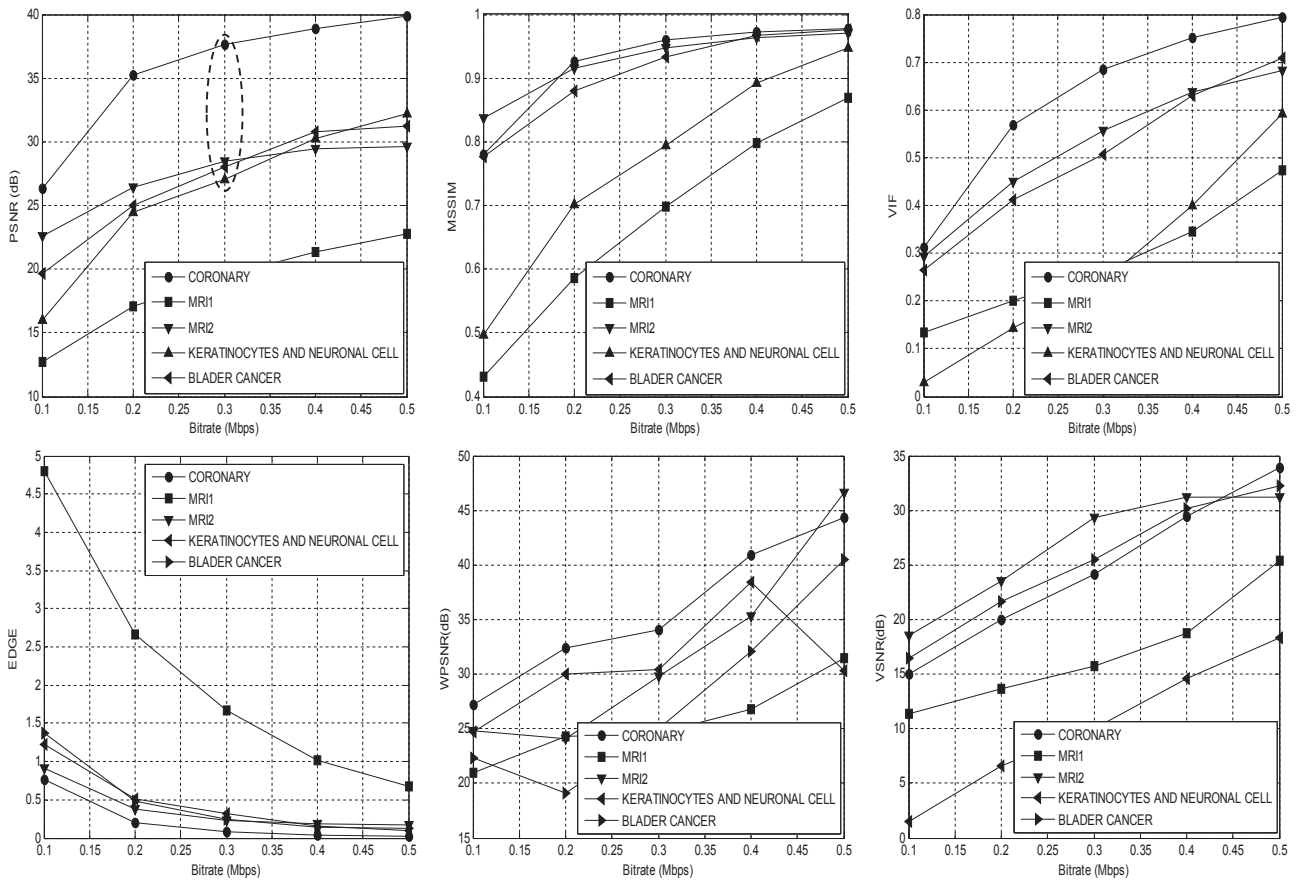 40
35
30
25
20
15
10
PSNR (dB)
CORONARY
MRI1
MRI2
KERATINOCYTES AND NEURONAL CELL
BLADER CANCER
0.1 0.15 0.2 0.25 0.3 0.35 0.4 0.45 0.5
Bitrate (Mbps)
1
0.9
0.8
0.7
0.6
0.5
0.4
MSSIM
CORONARY
MRI1
MRI2
KERATINOCYTES AND NEURONAL CELL
BLADER CANCER
0.1 0.15 0.2 0.25 0.3 0.35 0.4 0.45 0.5
Bitrate (Mbps)
0.8
0.7
0.6
0.5
0.4
0.3
0.2
0.1
0
VIF
CORONARY
MRI1
MRI2
KERATINOCYTES AND NEURONAL CELL
BLADER CANCER
0.1 0.15 0.2 0.25 0.3 0.35 0.4 0.45 0.5
Bitrate (Mbps)
5
4.5
4
3.5
3
2.5
2
1.5
1
0.5
0
EDGE
CORONARY
MRI1
MRI2
KERATINOCYTES AND NEURONAL CELL
BLADER CANCER
0.1 0.15 0.2 0.25 0.3 0.35 0.4 0.45 0.5
Bitrate (Mbps)
50
45
40
35
30
25
20
15
WPSNR(dB)
CORONARY
MRI1
MRI2
KERATINOCYTES AND NEURONAL CELL
BLADER CANCER
0.1 0.15 0.2 0.25 0.3 0.35 0.4 0.45 0.5
Bitrate (Mbps)
35
30
25
20
15
10
5
0
VSNR(dB)
CORONARY
MRI1
MRI2
KERATINOCYTES AND NEURONAL CELL
BLADER CANCER
0.1 0.15 0.2 0.25 0.3 0.35 0.4 0.45 0.5
Bitrate (Mbps)